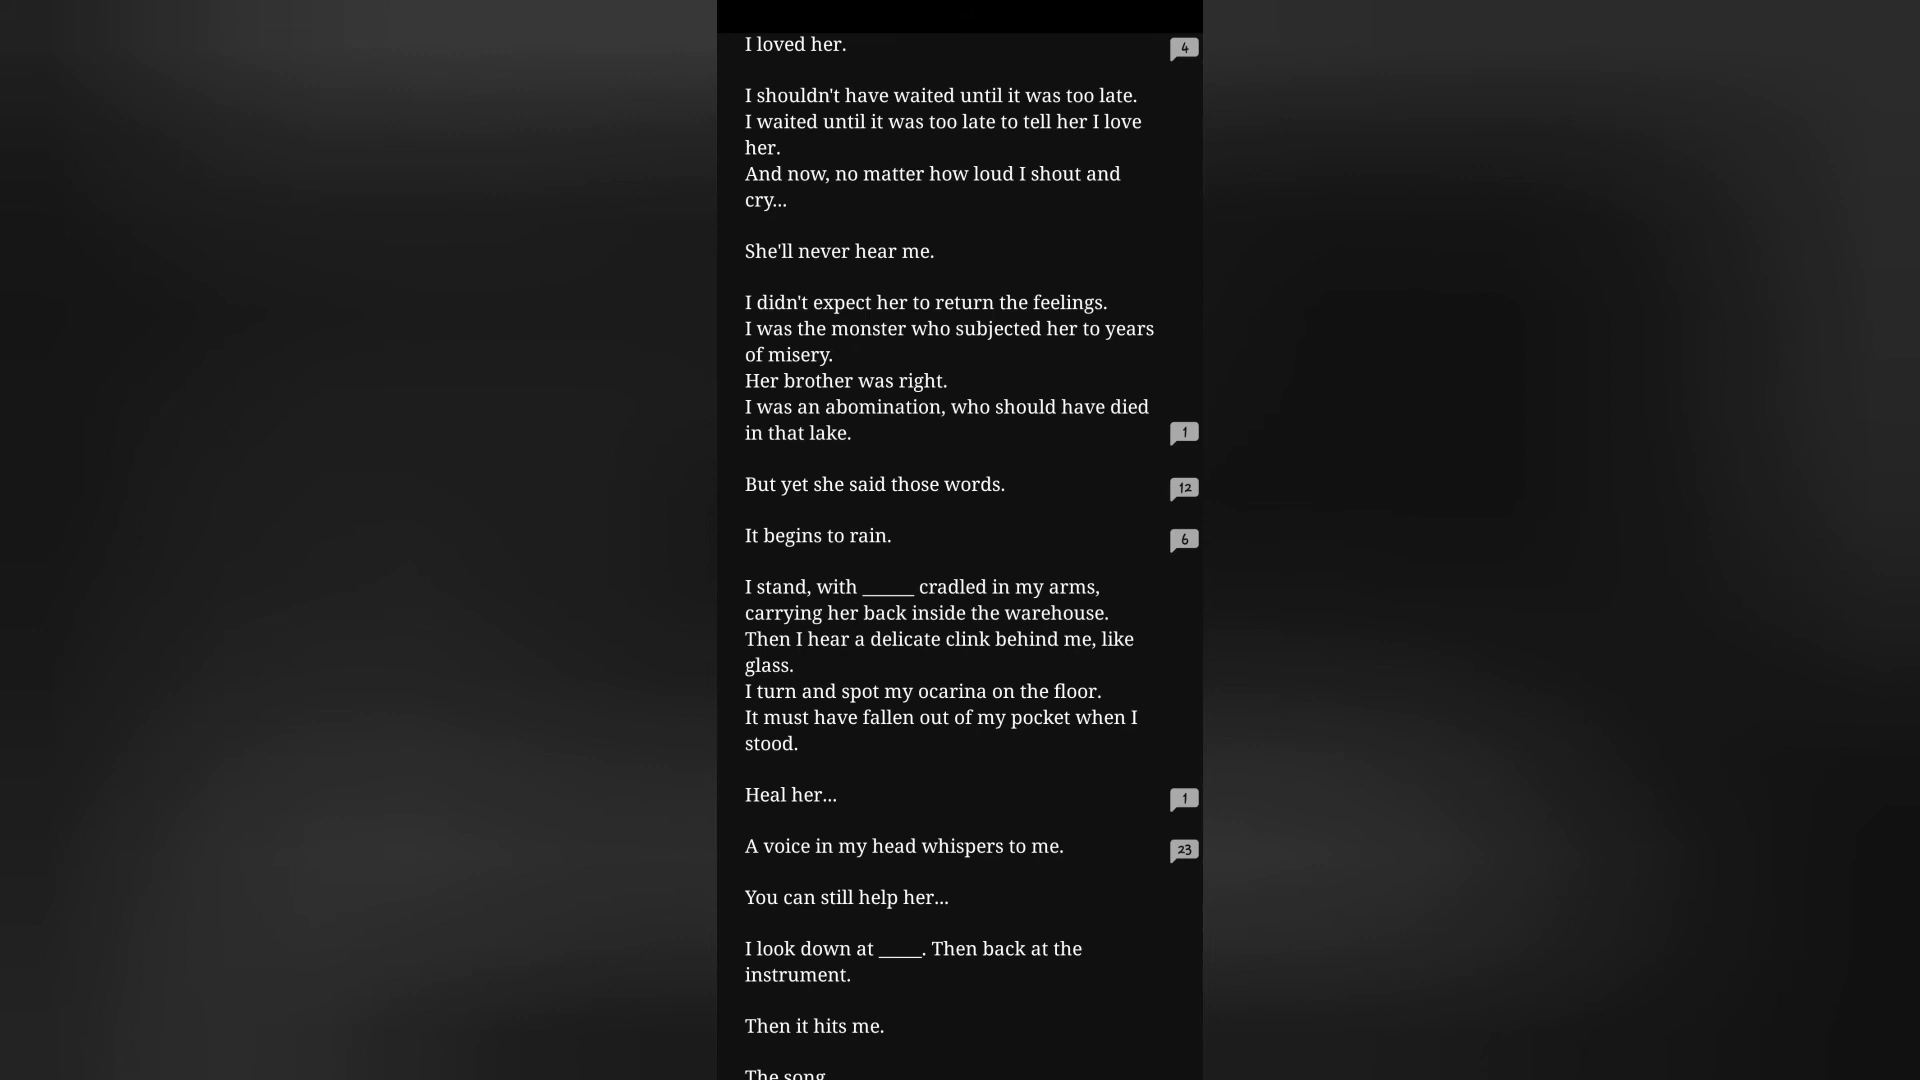 I loved her.
4
I shouldn't have waited until it was too late.
I waited until it was too late to tell her I love
her.
And now, no matter how loud I shout and
cry...
She'll never hear me.
I didn't expect her to return the feelings.
I was the monster who subjected her to years
of misery.
Her brother was right.
I was an abomination, who should have died
in that lake.
1
But yet she said those words.
12
It begins to rain.
6
I stand, with ______ cradled in my arms,
carrying her back inside the warehouse.
Then I hear a delicate clink behind me, like
glass.
I turn and spot my ocarina on the floor.
It must have fallen out of my pocket when I
stood.
Heal her...
1
A voice in my head whispers to me.
23
You can still help her...
I look down at _____. Then back at the
instrument.
Then it hits me.
The song